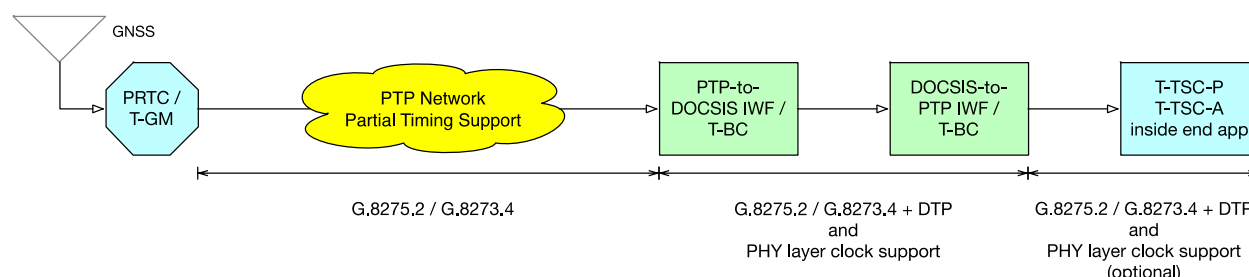 GNSS
PRTC /
T-GM
PTP Network
Partial Timing Support
PTP-to-
DOCSIS IWF /
T-BC
DOCSIS-to-
PTP IWF /
T-BC
T-TSC-P
T-TSC-A
inside end app
G.8275.2 / G.8273.4
G.8275.2 / G.8273.4 + DTP
and
PHY layer clock support
G.8275.2 / G.8273.4 + DTP
and
PHY layer clock support
(optional)